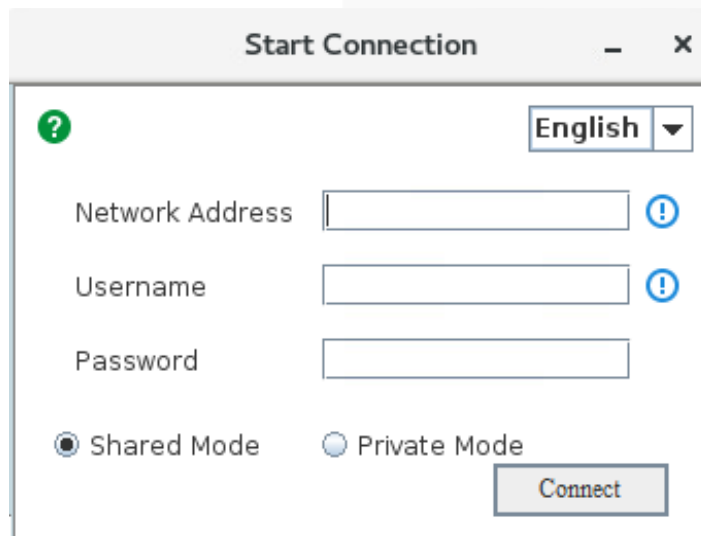 Start Connection
English
Network Address
Username
Password
Shared Mode Private Mode
Connect